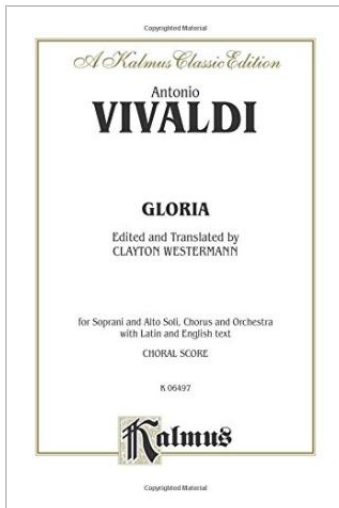 Copyrighted Material
A Kalmus Classic Edition
Antonio
VIVALDI
GLORIA
Edited and Translated by
CLAYTON WESTERMANN
for Soprani and Alto Soli, Chorus and Orchestra
with Latin and English text
CHORAL SCORE
K 06497
Kalmus
Copyrighted Material